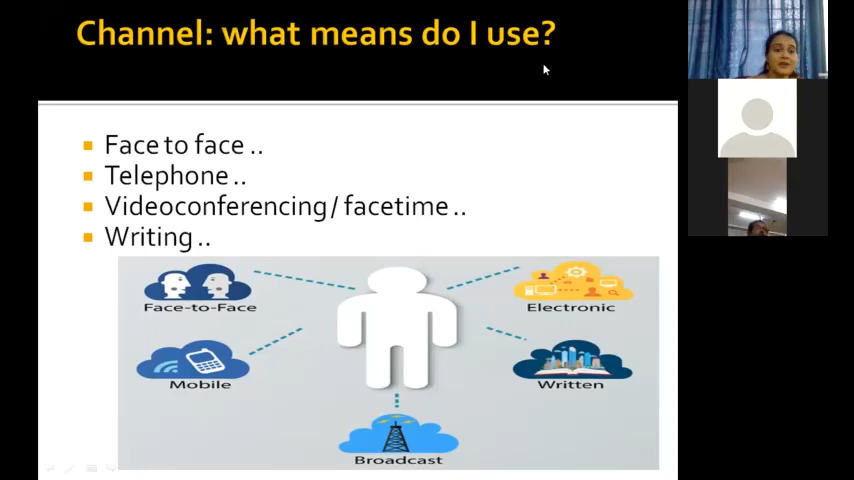 Channel: what means do I use?
Face to face ..
Telephone ..
Videoconferencing/ facetime ..
Writing ..
Face-to-Face
Electronic
Mobile
Written
Broadcast